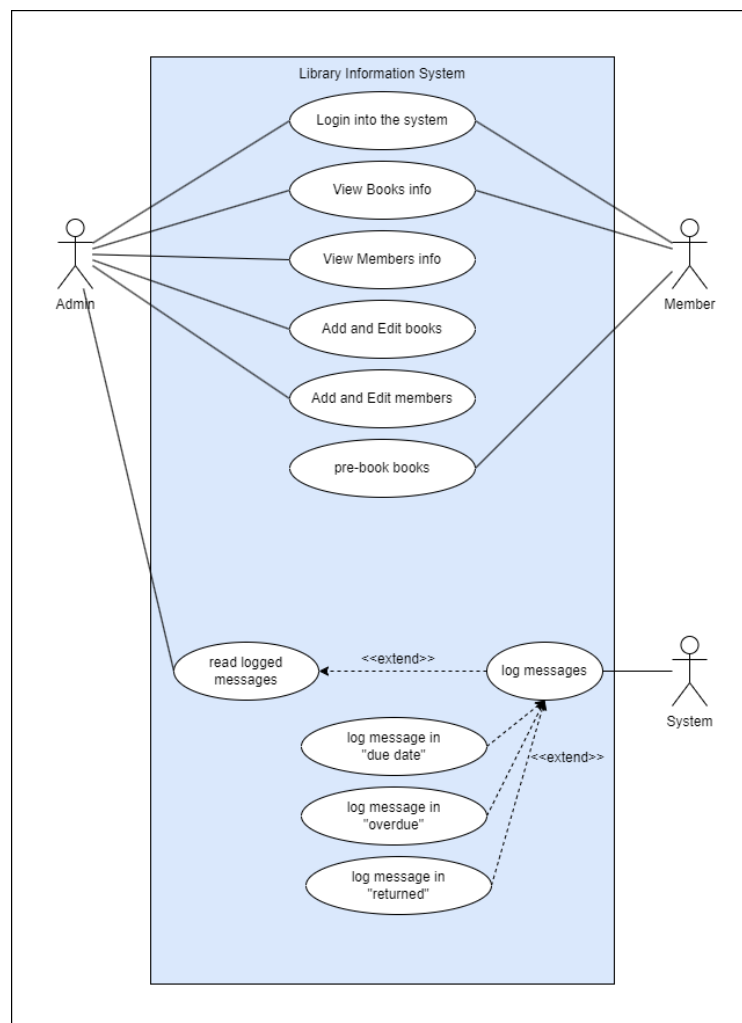 Library Information System
Login into the system
View Books info
View Members info
Admin
Member
Add and Edit books
Add and Edit members
pre-book books
read logged
messages
<<extend>>
log messages
System
log message in
"due date"
<<extend>>
log message in
"overdue"
log message in
"returned"